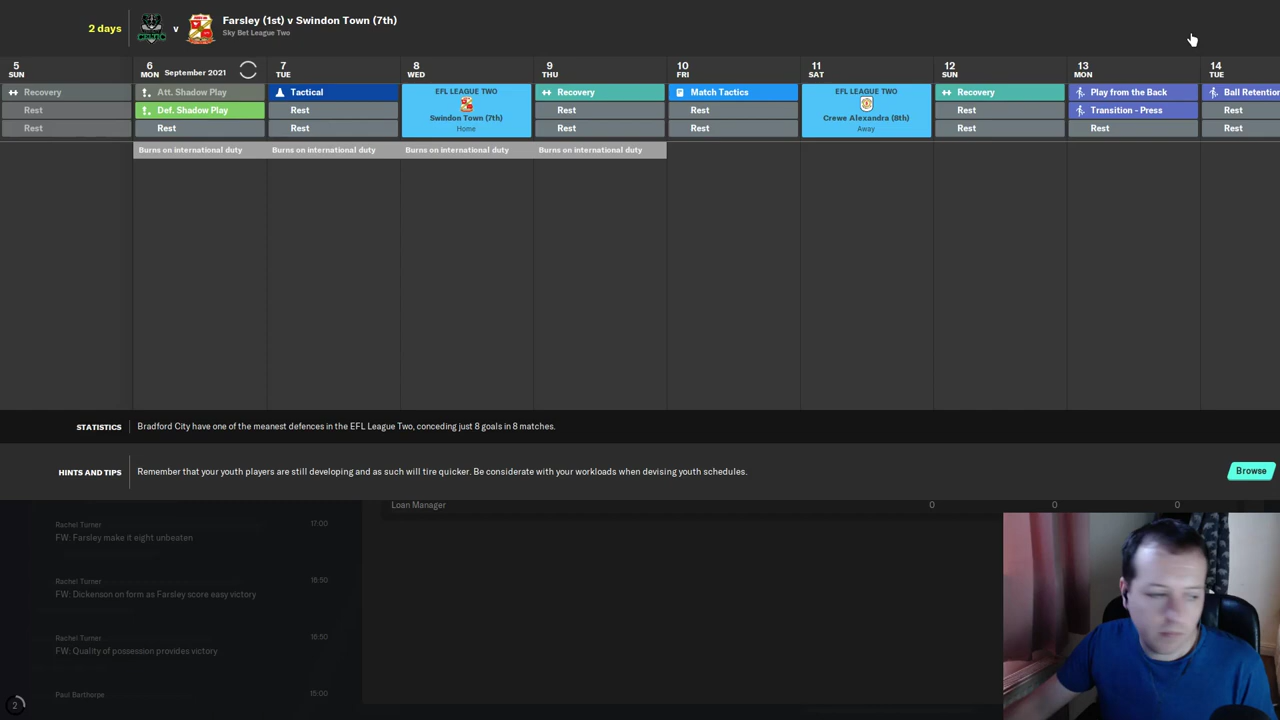 2 days
v
Farsley (1st) v Swindon Town (7th)
Sky Bet League Two
5
SUN
6
MON
September 2021
7
TUE
8
WED
9
THU
10
FRI
11
SAT
12
SUN
13
MON
14
TUE
Recovery
Rest
Rest
Att. Shadow Play
Def. Shadow Play
Rest
Tactical
Rest
Rest
EFL LEAGUE TWO
Swindon Town (7th)
Home
Recovery
Rest
Rest
Match Tactics
Rest
Rest
EFL LEAGUE TWO
Crewe Alexandra (8th)
Away
Recovery
Rest
Rest
Play from the Back
Transition - Press
Rest
Ball Retention
Rest
Rest
Burns on international duty
Burns on international duty
Burns on international duty
Burns on international duty
STATISTICS
Bradford City have one of the meanest defences in the EFL League Two, conceding just 8 goals in 8 matches.
HINTS AND TIPS
Remember that your youth players are still developing and as such will tire quicker. Be considerate with your workloads when devising youth schedules.
Browse
Loan Manager
0
0
0
Rachel Turner
17:00
FW: Farsley make it eight unbeaten
Rachel Turner
16:50
FW: Dickenson on form as Farsley score easy victory
Rachel Turner
16:50
FW: Quality of possession provides victory
Paul Barthorpe
15:00
2